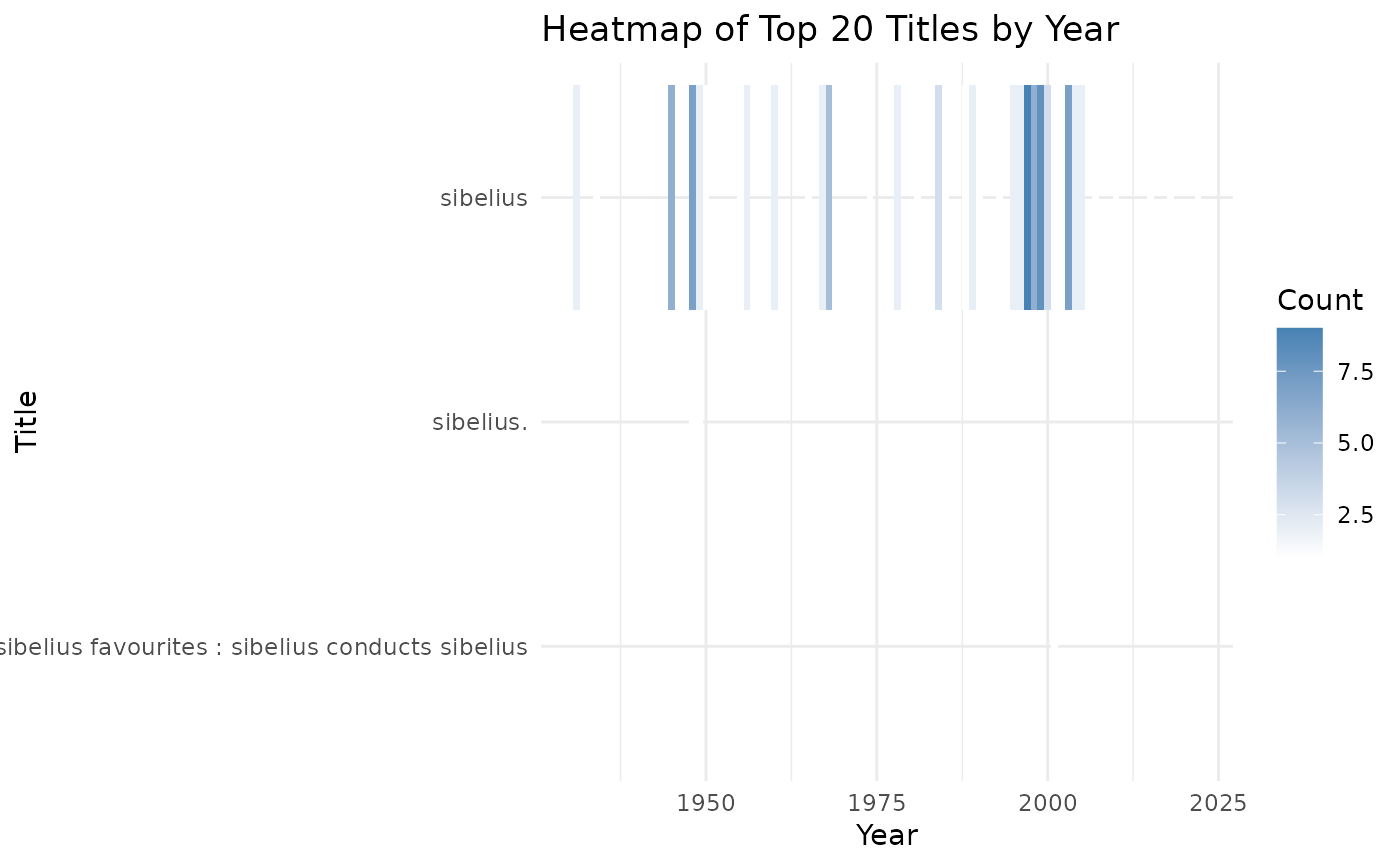 Heatmap of Top 20 Titles by Year
sibelius
sibelius.
sibelius favourites : sibelius conducts sibelius
Title
Count
7.5
5.0
2.5
1950
1975
2000
2025
Year